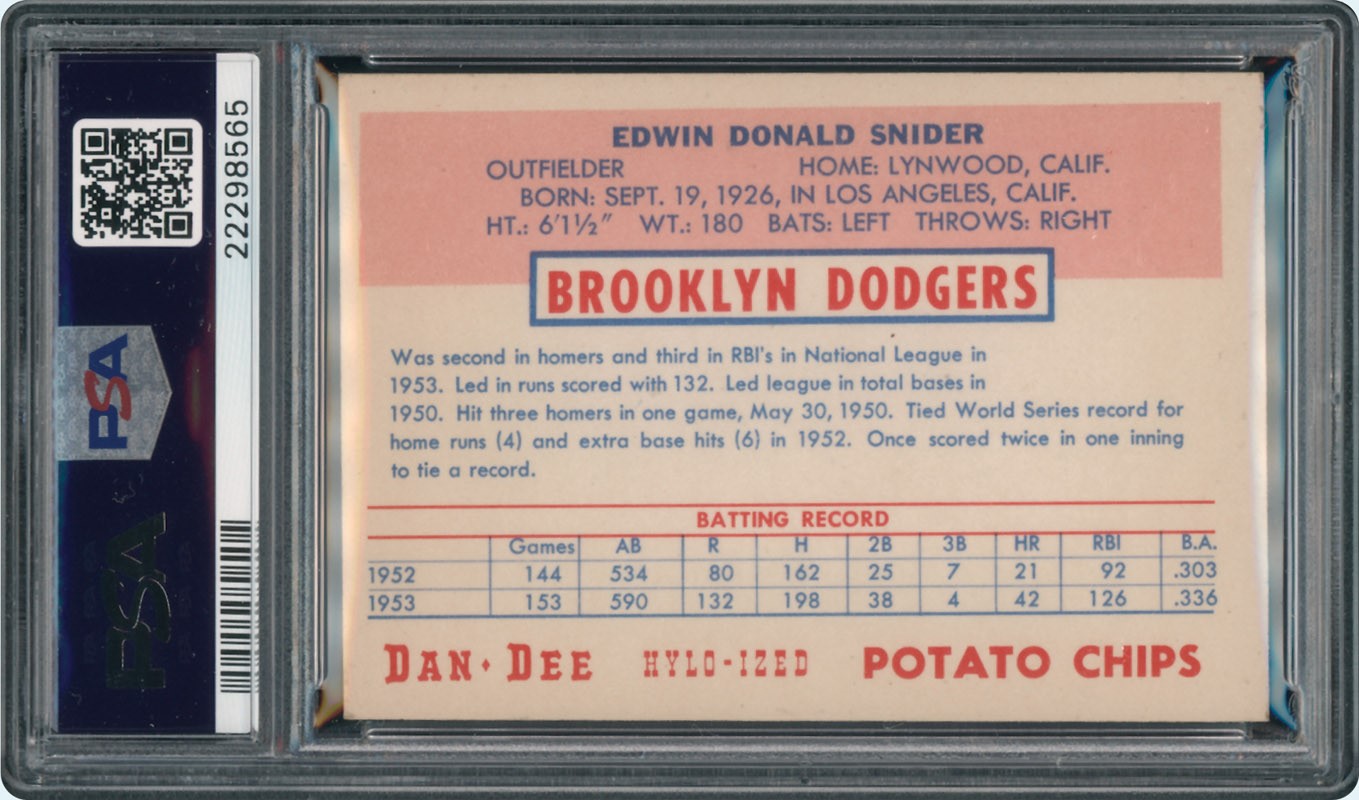 22298565
PSA
PSA
EDWIN DONALD SNIDER
OUTFIELDER HOME: LYNWOOD, CALIF.
BORN: SEPT. 19, 1926, IN LOS ANGELES, CALIF.
HT.: 6'1½" WT.: 180 BATS: LEFT THROWS: RIGHT
BROOKLYN DODGERS
Was second in homers and third in RBI's in National League in
1953. Led in runs scored with 132. Led league in total bases in
1950. Hit three homers in one game, May 30, 1950. Tied World Series record for
home runs (4) and extra base hits (6) in 1952. Once scored twice in one inning
to tie a record.
BATTING RECORD
Games AB R H 2B 3B HR RBI B.A.
1952 144 534 80 162 25 7 21 92 .303
1953 153 590 132 198 38 4 42 126 .336
DAN·DEE HYLO-IZED POTATO CHIPS